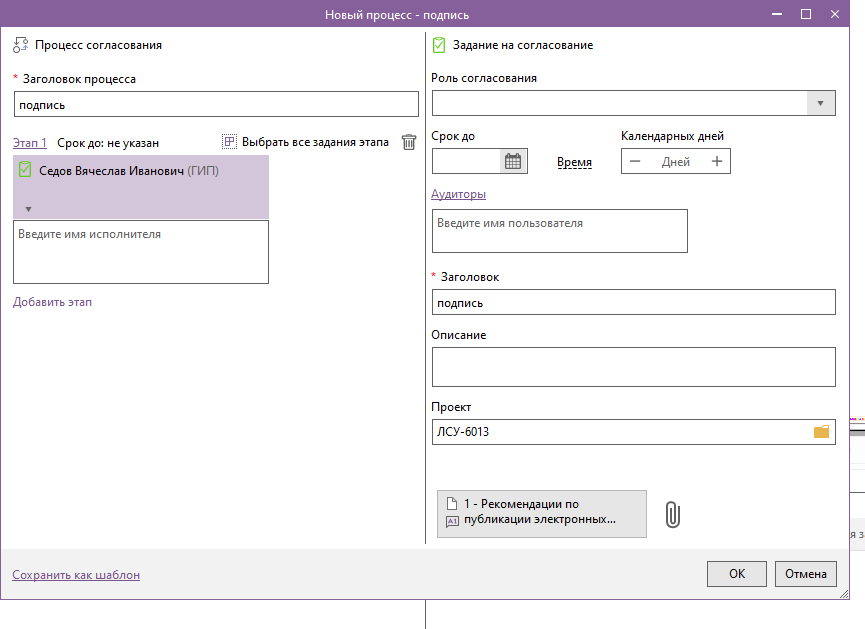 Новый процесс - подпись
Процесс согласования
* Заголовок процесса
подпись
Этап 1 Срок до: не указан Выбрать все задания этапа
Седов Вячеслав Иванович (ГИП)
Введите имя исполнителя
Добавить этап
Задание на согласование
Роль согласования
Срок до Календарных дней
Время Дней
Аудиторы
Введите имя пользователя
* Заголовок
подпись
Описание
Проект
ЛСУ-6013
1 - Рекомендации по
A1 публикации электронных...
Сохранить как шаблон
ОК Отмена